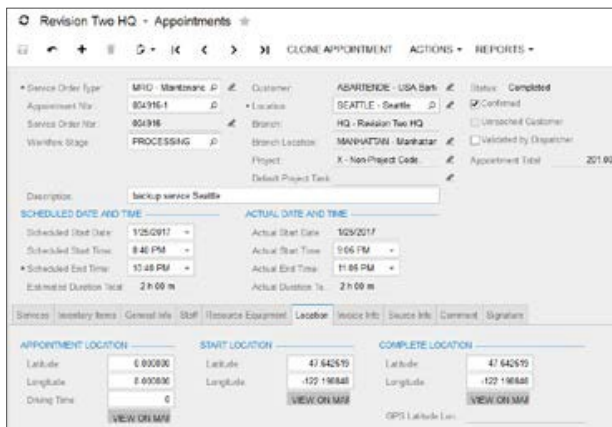 Revision Two HQ - Appointments
CLONE APPOINTMENT ACTIONS REPORTS
* Service Order Type: MRO - Maintenanc Customer: ABARTENDE - USA Bart Status: Completed
Appointment Nbr: 004916-1 * Location: SEATTLE - Seattle Confirmed
Service Order Nbr: 004916 Branch: HQ - Revision Two HQ Unreached Customer
Workflow Stage: PROCESSING Branch Location: MANHATTAN - Manhattan Validated by Dispatcher
Project: X - Non-Project Code. Appointment Total: 201.00
Default Project Task:
Description: backup service Seattle
SCHEDULED DATE AND TIME ACTUAL DATE AND TIME
Scheduled Start Date: 1/25/2017 Actual Start Date: 1/25/2017
Scheduled Start Time: 8:40 PM Actual Start Time: 9:06 PM
* Scheduled End Time: 10:40 PM Actual End Time: 11:06 PM
Estimated Duration Total: 2 h 00 m Actual Duration To.. 2 h 00 m
Services Inventory Items General Info Staff Resource Equipment Location Invoice Info Source Info Comment Signature
APPOINTMENT LOCATION START LOCATION COMPLETE LOCATION
Latitude: 0.000000 Latitude: 47.642619 Latitude: 47.642619
Longitude: 0.000000 Longitude: Longitude:
Driving Time: 0 VIEW ON MAP VIEW ON MAP
VIEW ON MAP GPS Latitude Lon..